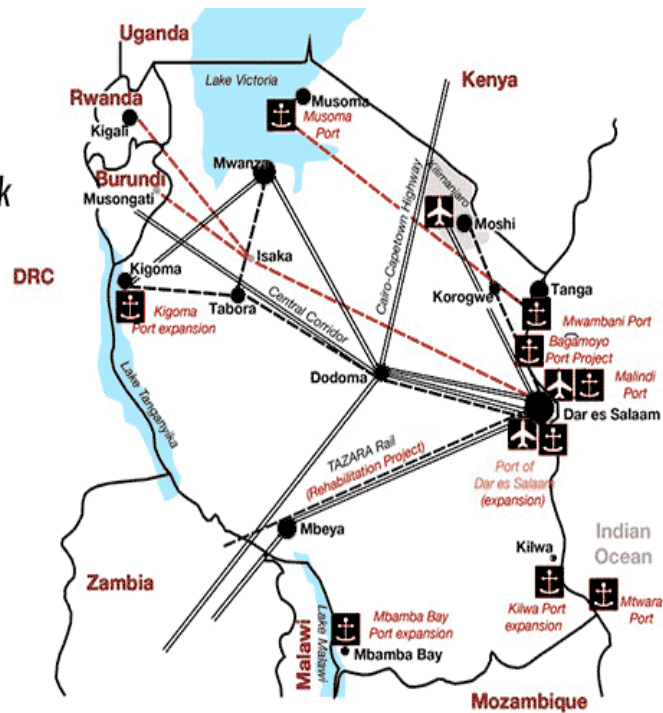 Uganda
Kenya
Lake Victoria
Rwanda
Musoma
Musoma
Port
Kigali
Mwanza
Kilimanjaro
k
Burundi
Musongati
Cairo-Capetown Highway
Moshi
DRC
Isaka
Kigoma
Korogwe
Tanga
Kigoma
Port expansion
Tabora
Central Corridor
Mwambani Port
Bagamoyo
Port Project
Lake Tanganyika
Dodoma
Malindi
Port
Dar es Salaam
TAZARA Rail
(Rehabilitation Project)
Port of
Dar es Salaam
(expansion)
Mbeya
Indian
Ocean
Kilwa
Zambia
Kilwa Port
expansion
Mtwara
Port
Malawi
Lake Malawi
Mbamba Bay
Port expansion
Mbamba Bay
Mozambique